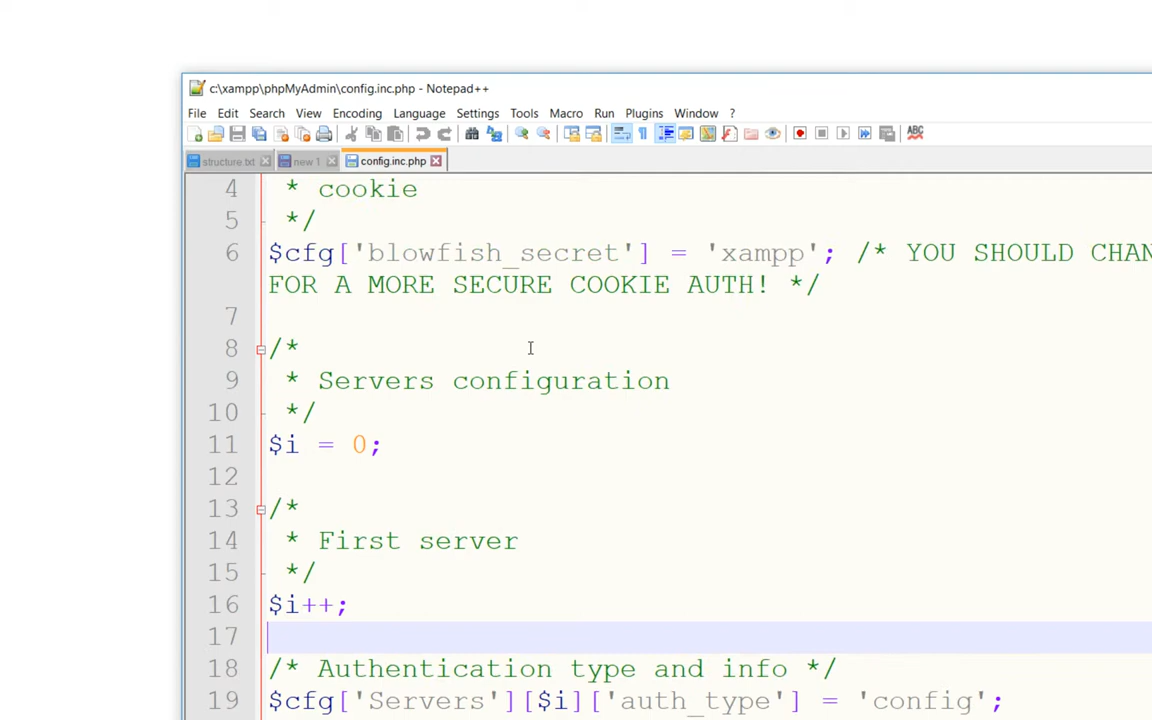 c:\xampp\phpMyAdmin\config.inc.php - Notepad++
File Edit Search View Encoding Language Settings Tools Macro Run Plugins Window ?
ABC
structure.txt new 1 config.inc.php
4 * cookie
5 */
6 $cfg['blowfish_secret'] = 'xampp'; /* YOU SHOULD CHAN
FOR A MORE SECURE COOKIE AUTH! */
7
8 /*
9 * Servers configuration
10 */
11 $i = 0;
12
13 /*
14 * First server
15 */
16 $i++;
17
18 /* Authentication type and info */
19 $cfg['Servers'][$i]['auth_type'] = 'config';